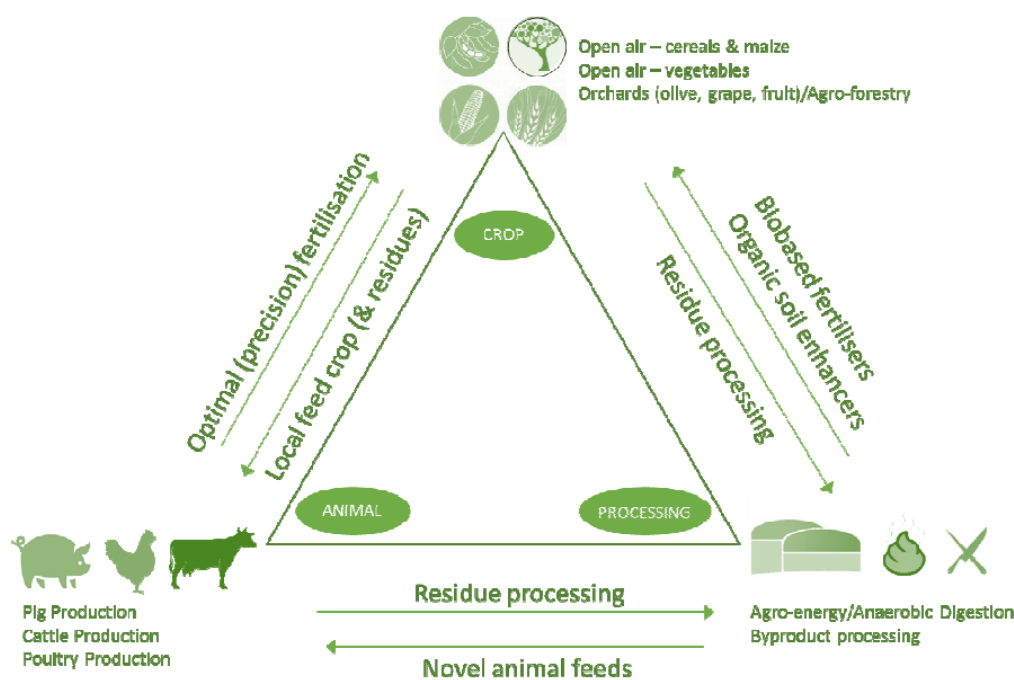 Open air – cereals & maize
Open air – vegetables
Orchards (olive, grape, fruit)/Agro-forestry
CROP
Optimal (precision) fertilisation
Local feed crop (& residues)
Biobased fertilisers
Organic soil enhancers
Residue processing
ANIMAL
PROCESSING
Pig Production
Cattle Production
Poultry Production
Residue processing
Novel animal feeds
Agro-energy/Anaerobic Digestion
Byproduct processing